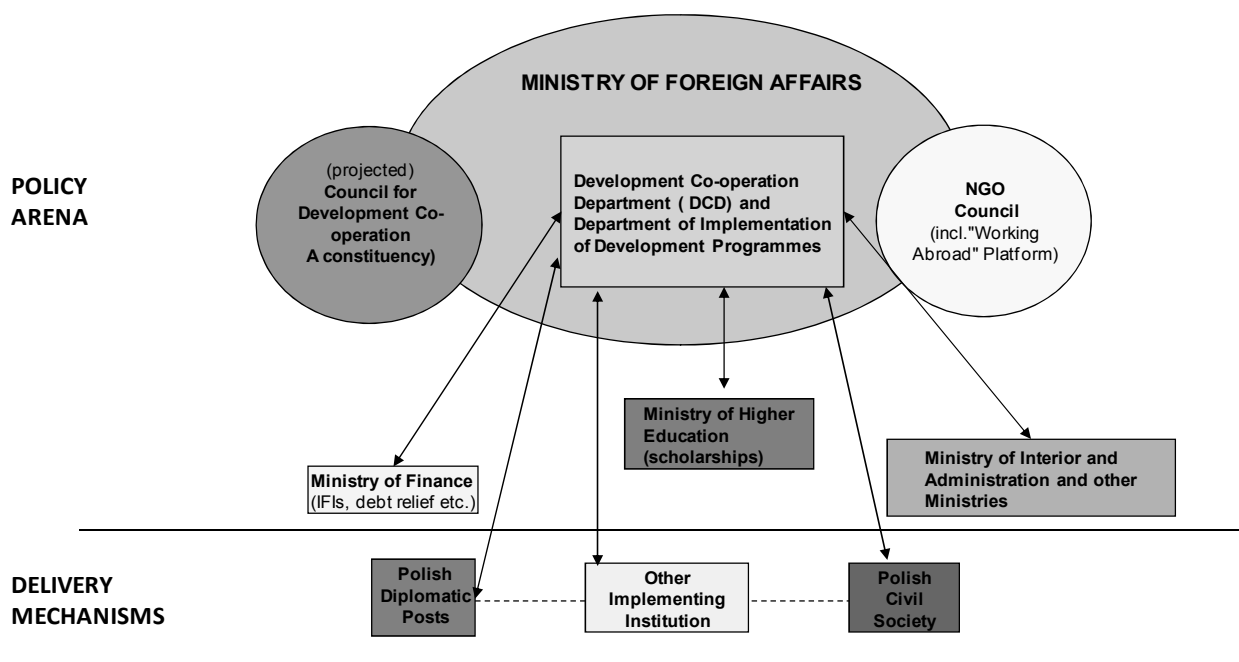 MINISTRY OF FOREIGN AFFAIRS
POLICY
ARENA
(projected)
Council for
Development Co-
operation
A constituency)
Development Co-operation
Department ( DCD) and
Department of Implementation
of Development Programmes
NGO
Council
(incl."Working
Abroad" Platform)
Ministry of Higher
Education
(scholarships)
Ministry of Finance
(IFIs, debt relief etc.)
Ministry of Interior and
Administration and other
Ministries
DELIVERY
MECHANISMS
Polish
Diplomatic
Posts
Other
Implementing
Institution
Polish
Civil
Society